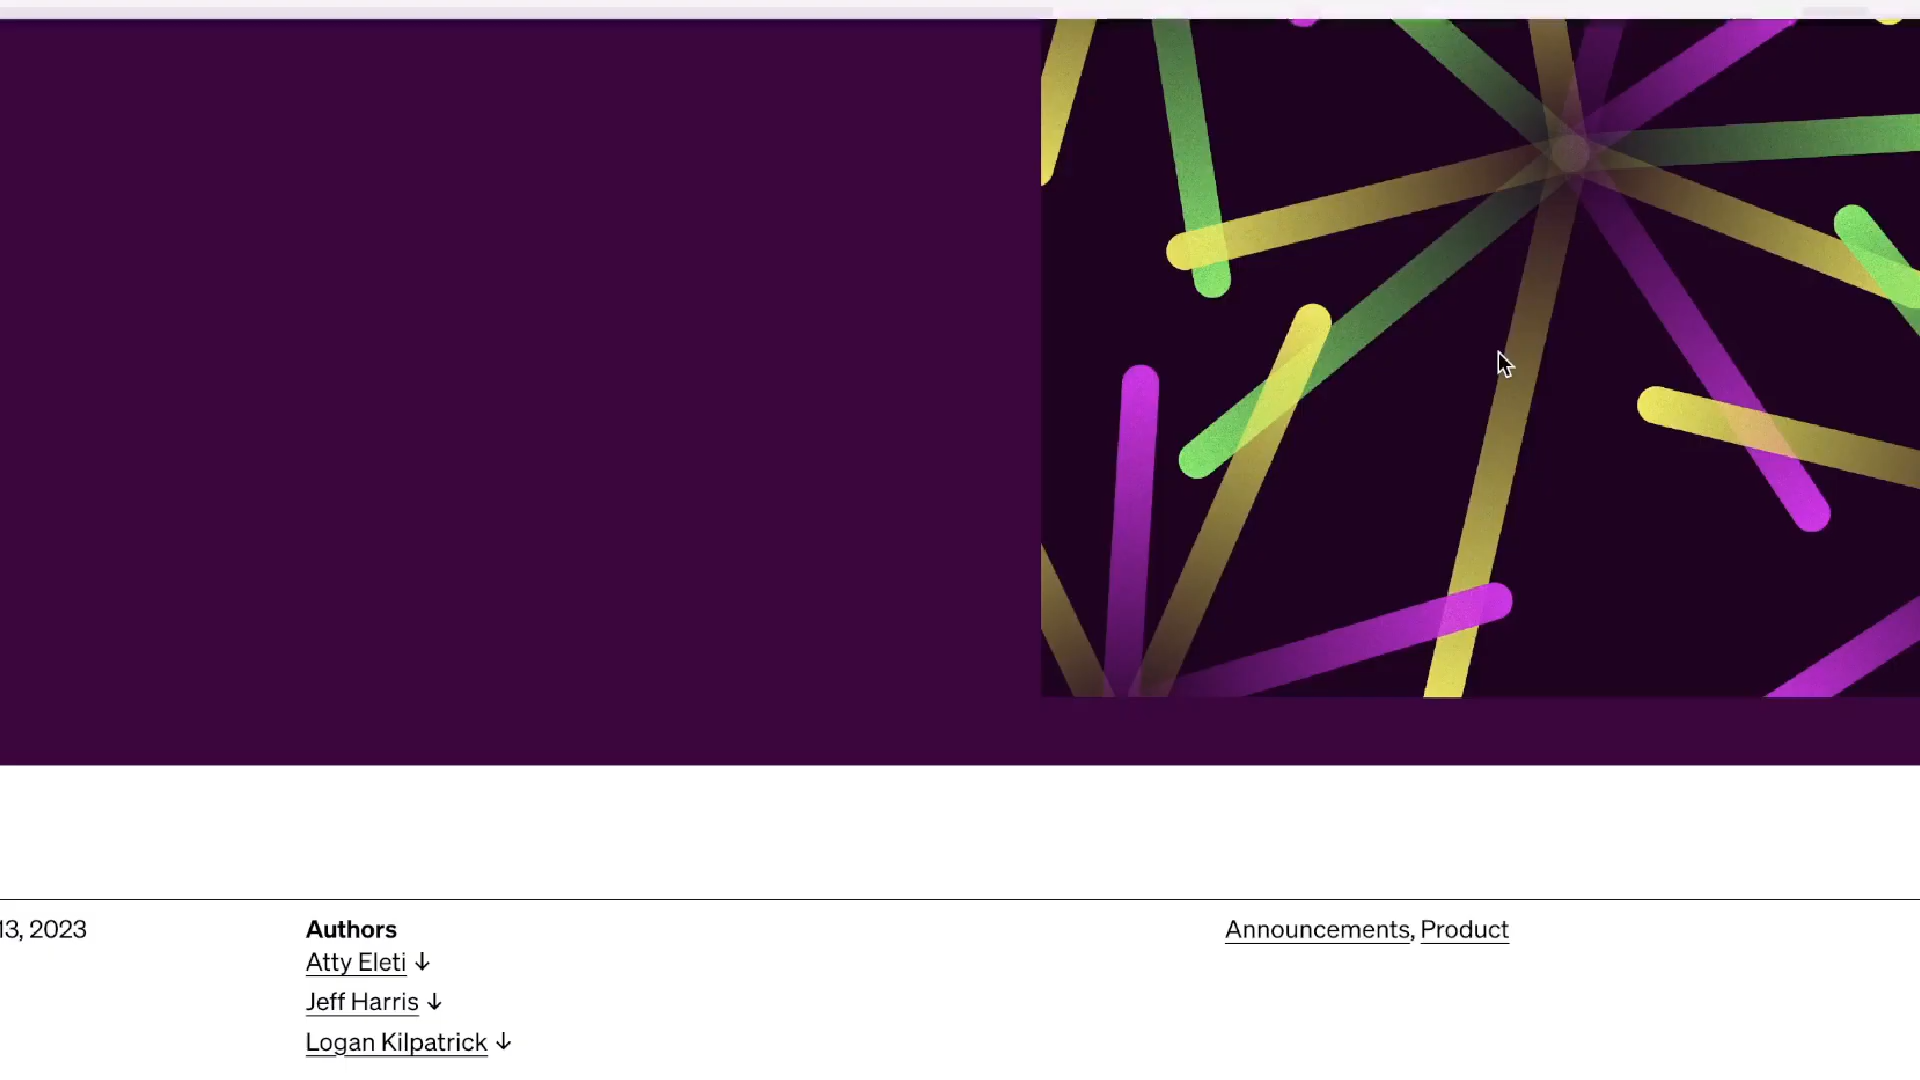 13, 2023
Authors
Atty Eleti ↓
Jeff Harris ↓
Logan Kilpatrick ↓
Announcements, Product